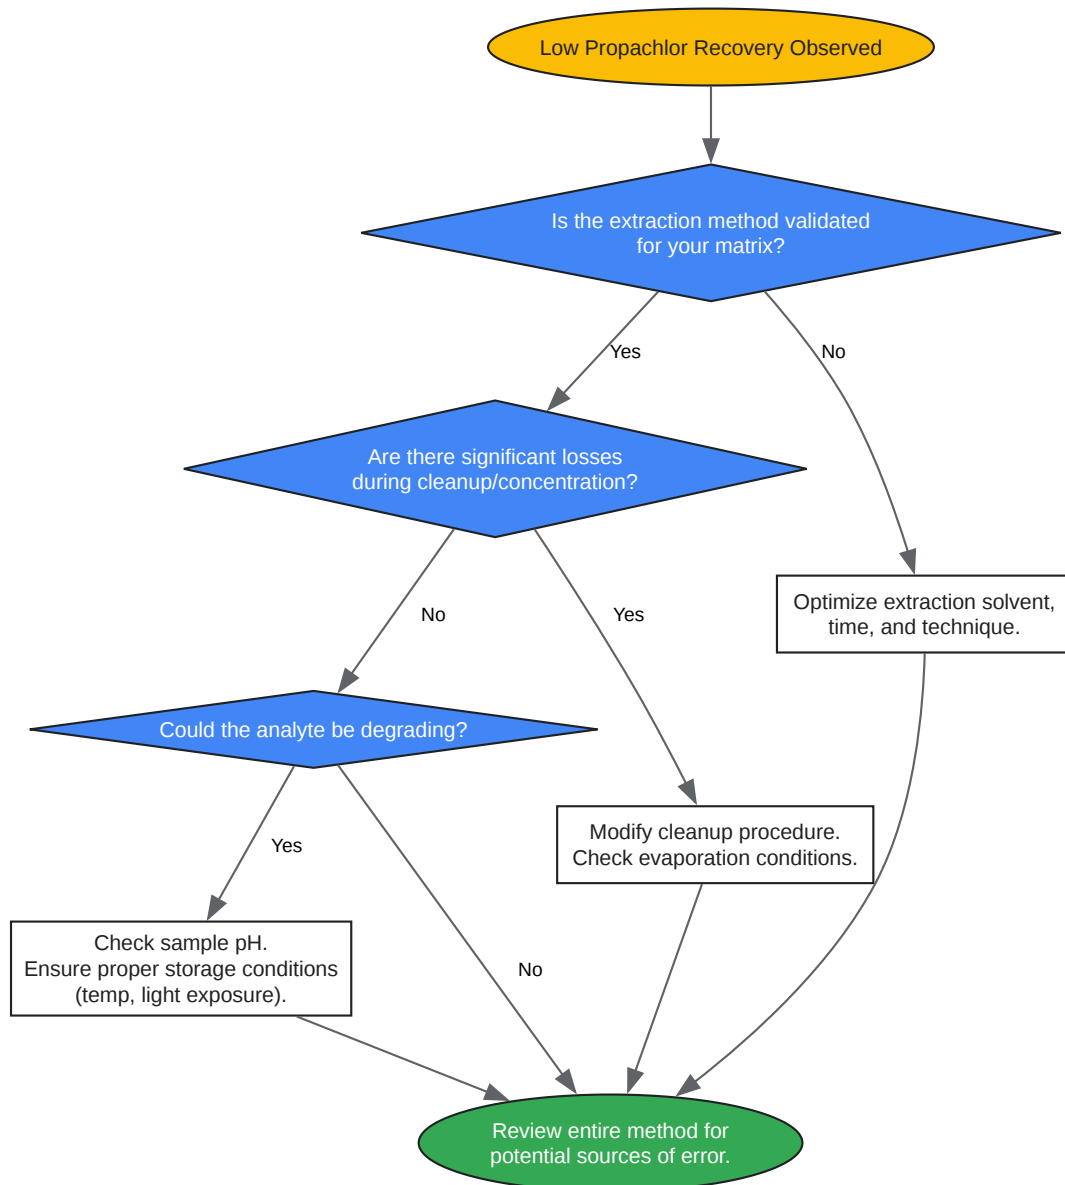 Low Propachlor Recovery Observed
Is the extraction method validated
for your matrix?
Yes
No
Are there significant losses
during cleanup/concentration?
No
Yes
Optimize extraction solvent,
time, and technique.
Could the analyte be degrading?
Yes
Modify cleanup procedure.
Check evaporation conditions.
Check sample pH.
Ensure proper storage conditions
(temp, light exposure).
No
Review entire method for
potential sources of error.